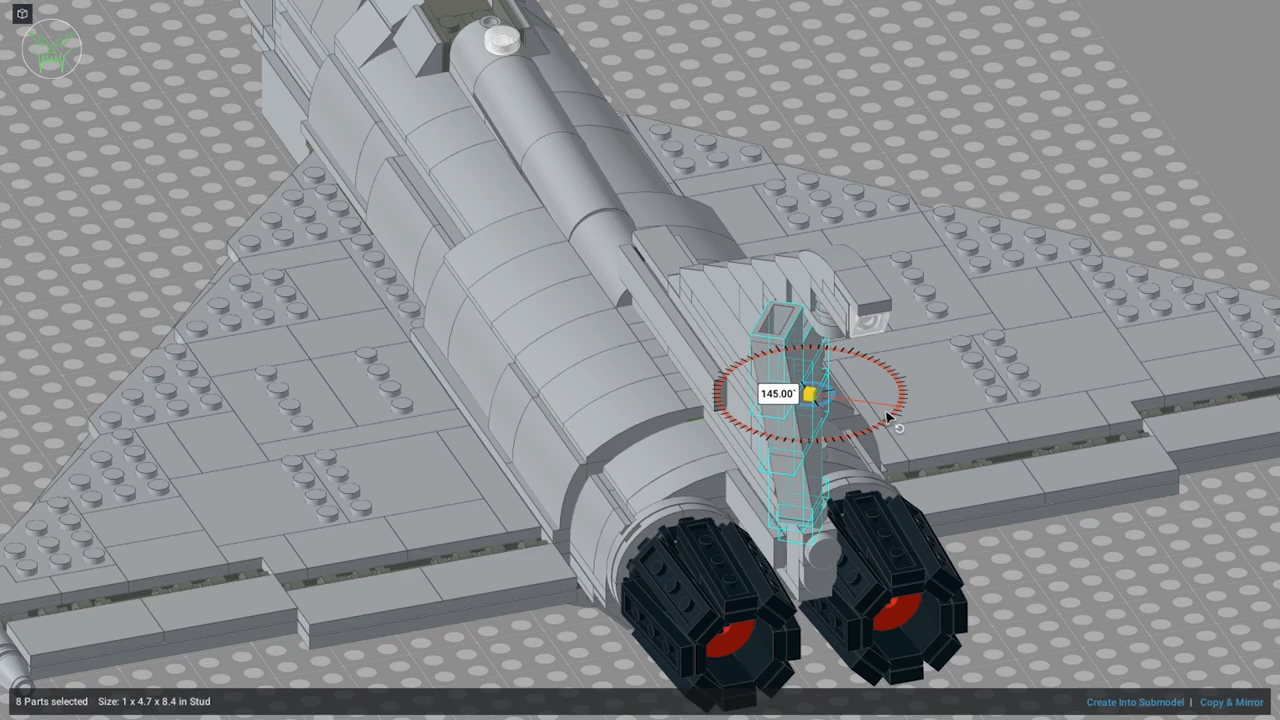 145.00°
8 Parts selected Size: 1 x 4.7 x 8.4 in Stud
Create Into Submodel | Copy & Mirror